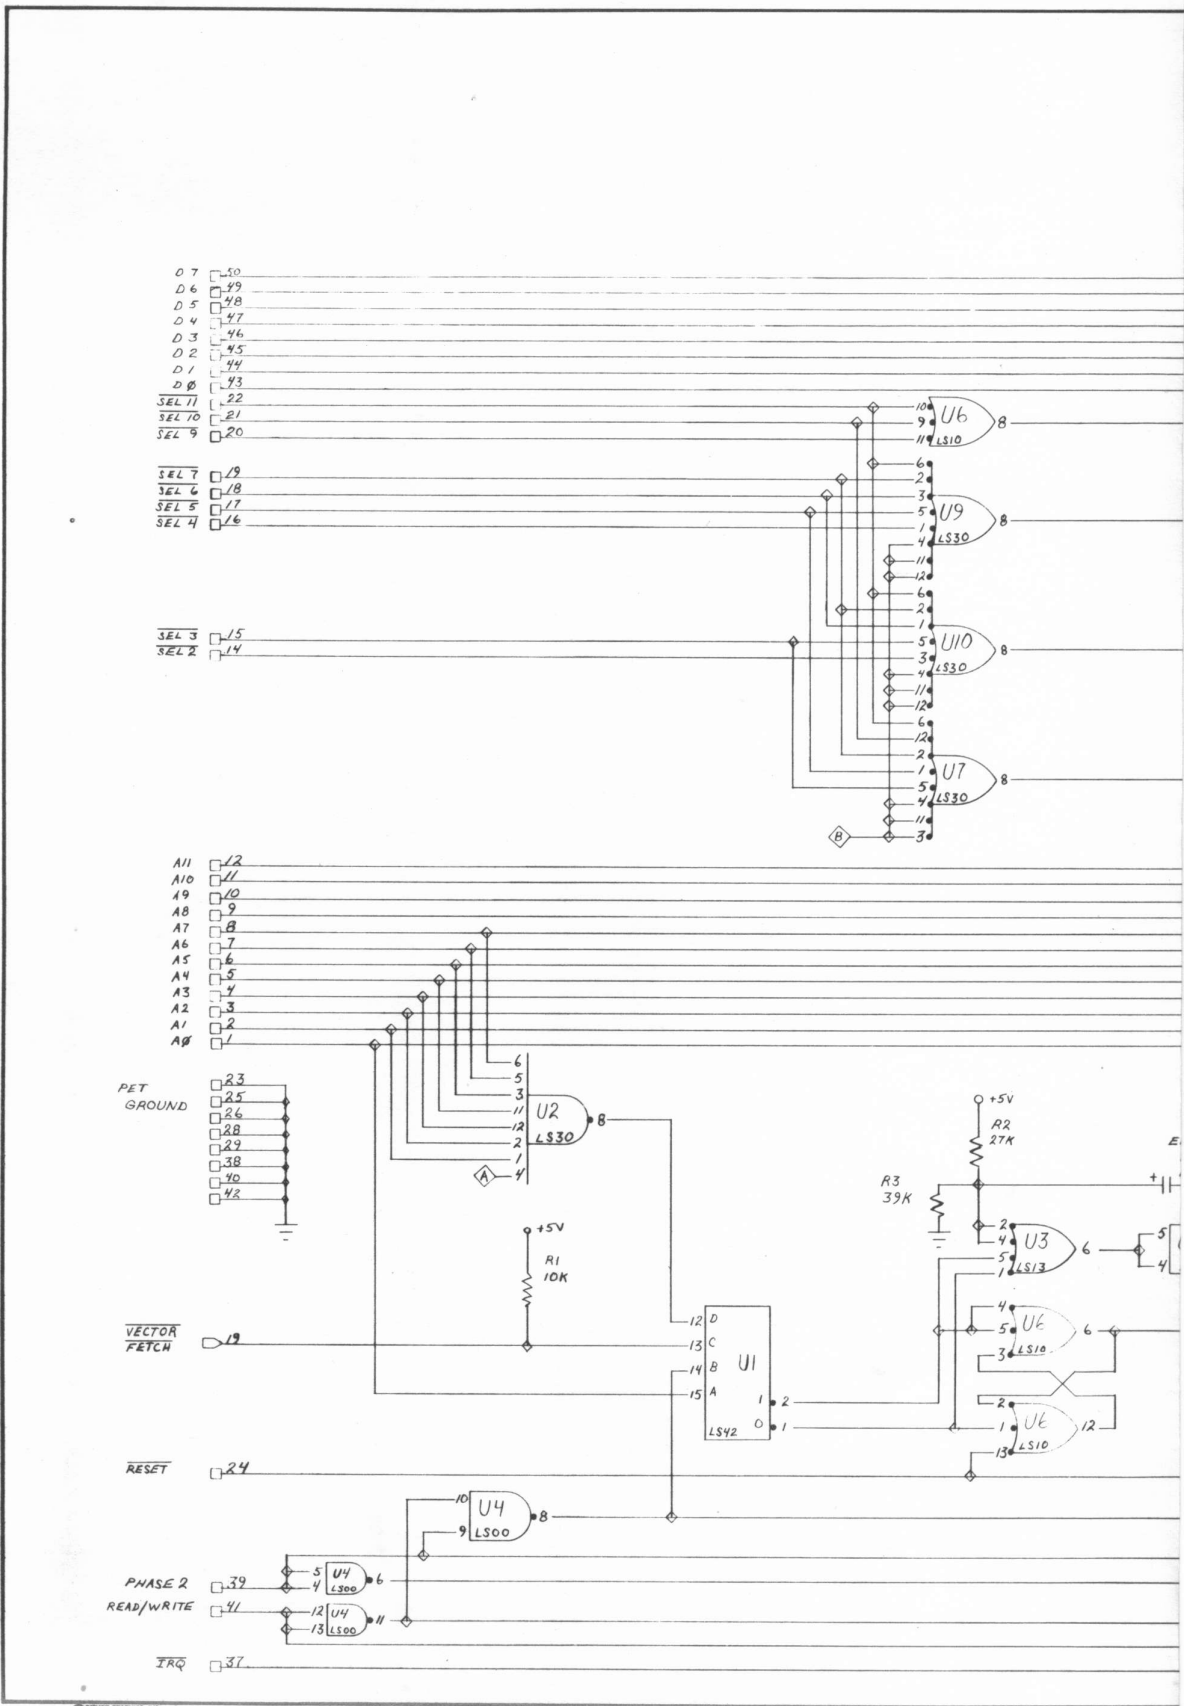 D 7 50
D 6 49
D 5 48
D 4 47
D 3 46
D 2 45
D 1 44
D Ø 43
SEL 11 22
SEL 10 21
SEL 9 20
10
9 U6 8
11 LS10
SEL 7 19
SEL 6 18
SEL 5 17
SEL 4 16
6
2
3
5 U9 8
1
4 LS30
11
12
SEL 3 15
SEL 2 14
6
2
1
5 U10 8
3
4 LS30
11
12
6
12
2
1 U7 8
5
4 LS30
11
B 3
A11 12
A10 11
A9 10
A8 9
A7 8
A6 7
A5 6
A4 5
A3 4
A2 3
A1 2
AØ 1
6
5
3
11 U2 8
12
2 LS30
1
A 4
PET
GROUND
23
25
26
28
29
38
40
42
+5V
R2
27K
R3
39K
E
+
2
4 U3 6
5
1 LS13
5
4
+5V
R1
10K
VECTOR
FETCH 19
12 D
13 C
14 B U1
15 A
1 2
0 1
LS42
4
5 U6 6
3 LS10
2
1 U6 12
13 LS10
RESET 24
10 U4
9 LS00 8
PHASE 2 39
5 U4
4 LS00 6
READ/WRITE 41
12 U4 11
13 LS00
IRQ 37